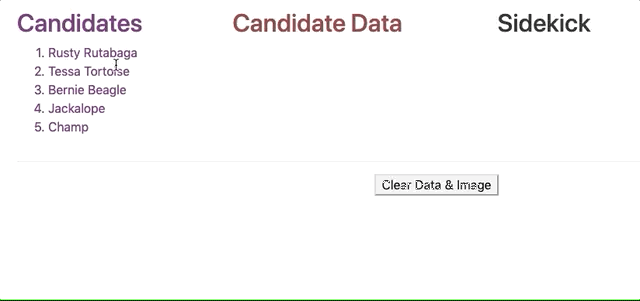 Candidates
Candidate Data
Sidekick
1. Rusty Rutabaga
2. Tessa Tortoise
3. Bernie Beagle
4. Jackalope
5. Champ
Clear Data & Image